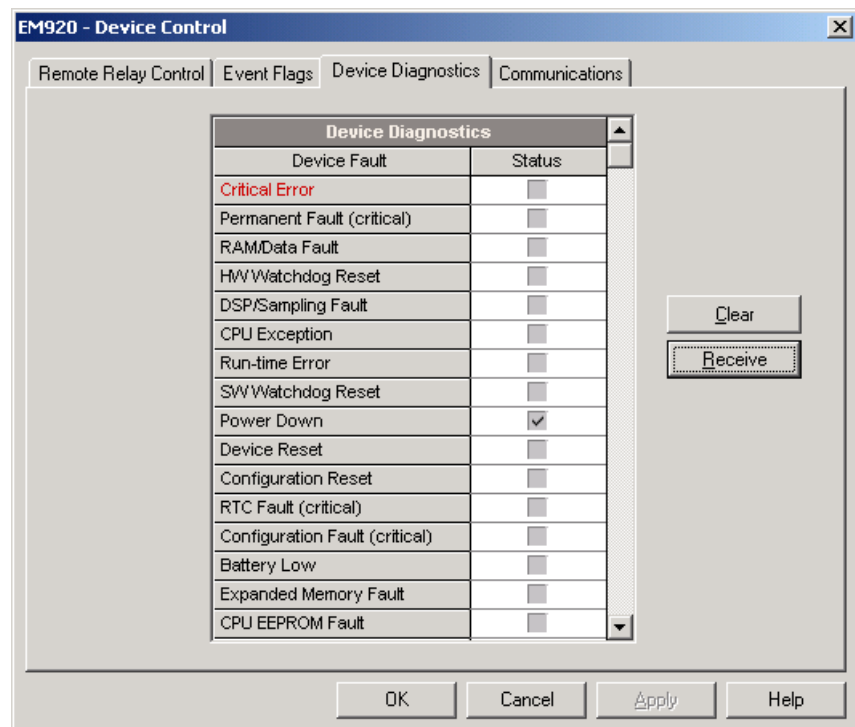 EM920 - Device Control
Remote Relay Control Event Flags Device Diagnostics Communications
Device Diagnostics
Device Fault Status
Critical Error
Permanent Fault (critical)
RAM/Data Fault
HW Watchdog Reset
DSP/Sampling Fault
CPU Exception
Run-time Error
SW Watchdog Reset
Power Down
Device Reset
Configuration Reset
RTC Fault (critical)
Configuration Fault (critical)
Battery Low
Expanded Memory Fault
CPU EEPROM Fault
Clear
Receive
OK Cancel Apply Help